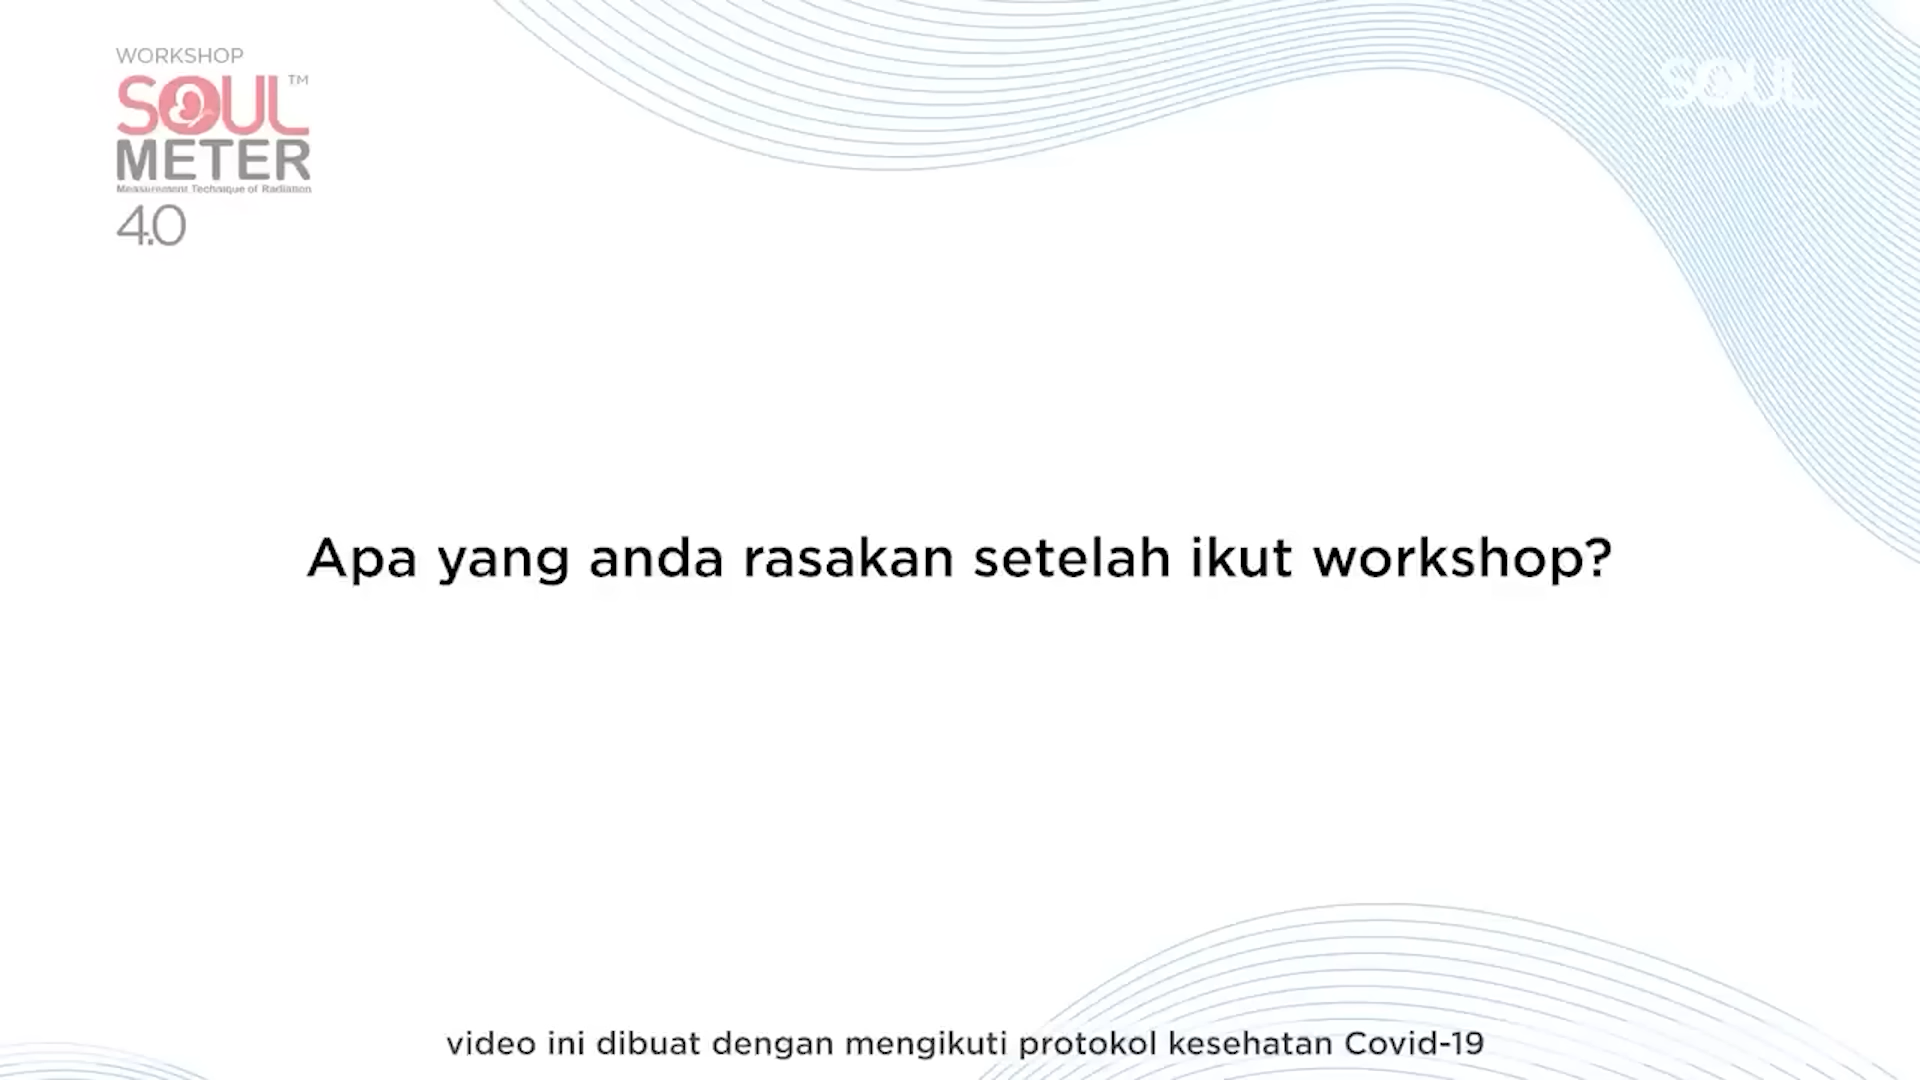 WORKSHOP
SOUL™
METER
Measurement Technique of Radiation
4.0
SOUL
Apa yang anda rasakan setelah ikut workshop?
video ini dibuat dengan mengikuti protokol kesehatan Covid-19